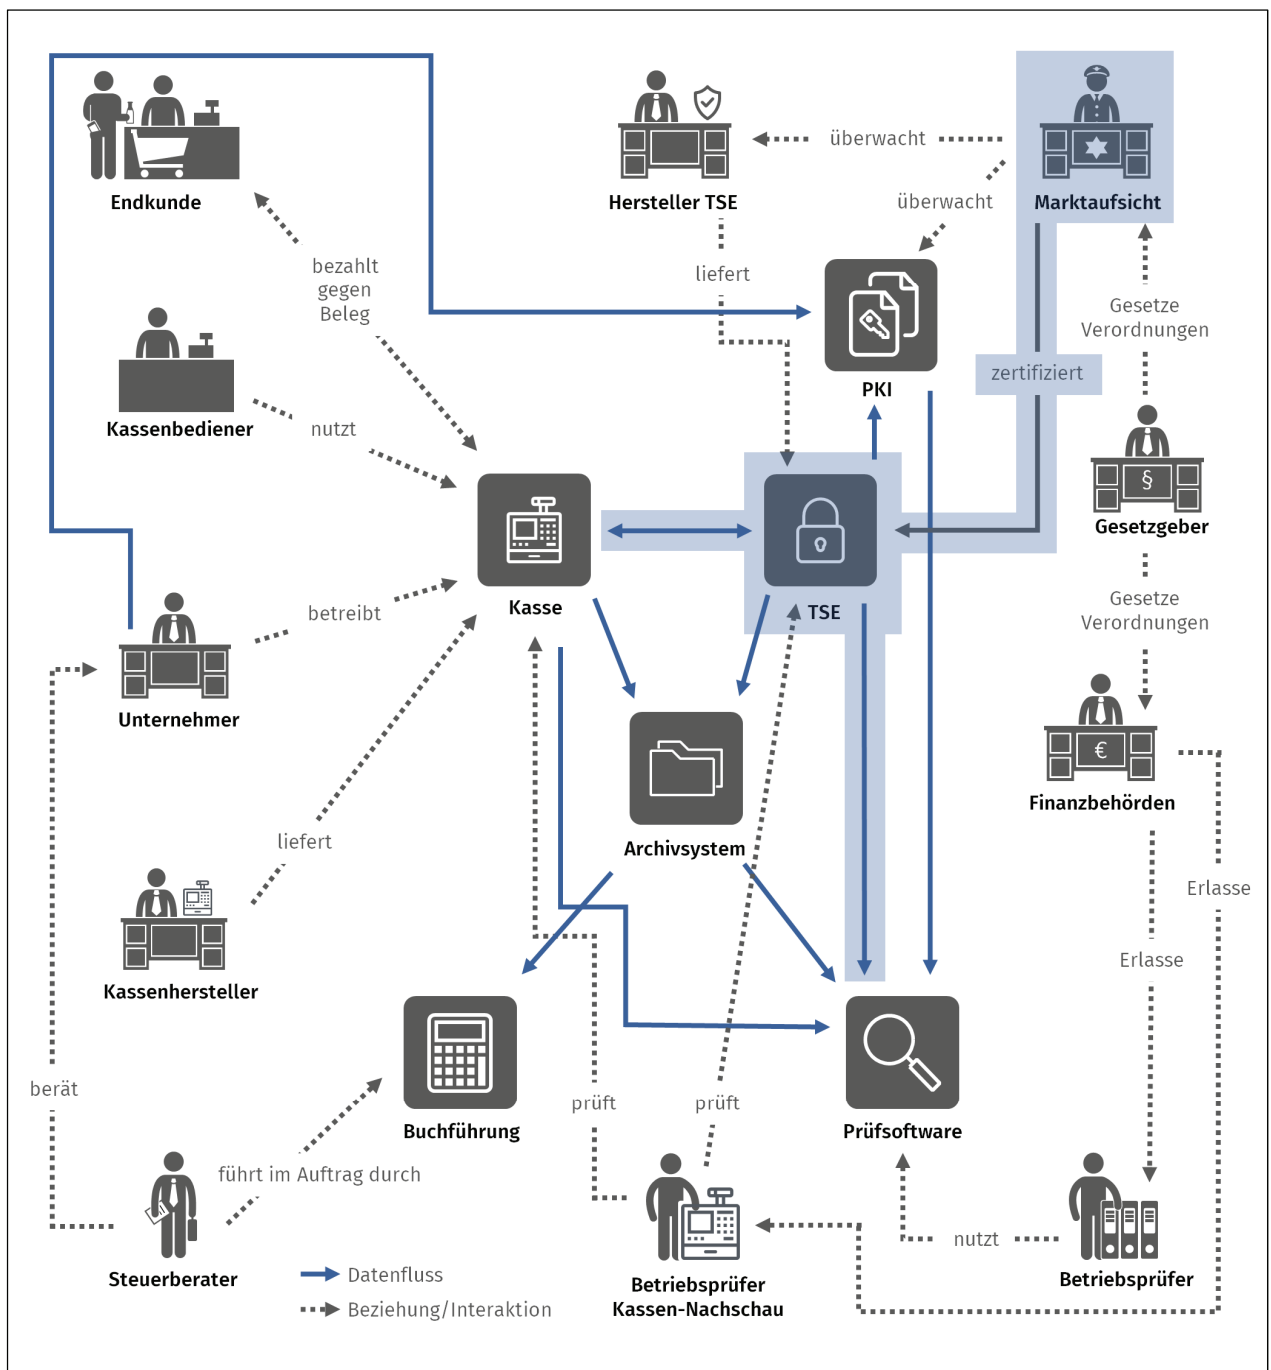 Endkunde
Hersteller TSE
Marktaufsicht
überwacht
überwacht
bezahlt
gegen
Beleg
liefert
Gesetze
Verordnungen
PKI
zertifiziert
Kassenbediener
nutzt
§
Gesetzgeber
Kasse
TSE
Gesetze
Verordnungen
betreibt
Unternehmer
€
Finanzbehörden
liefert
Archivsystem
Erlasse
Erlasse
Kassenhersteller
berät
prüft
prüft
Buchführung
Prüfsoftware
führt im Auftrag durch
nutzt
Steuerberater
Betriebsprüfer
Kassen-Nachschau
Betriebsprüfer
Datenfluss
Beziehung/Interaktion